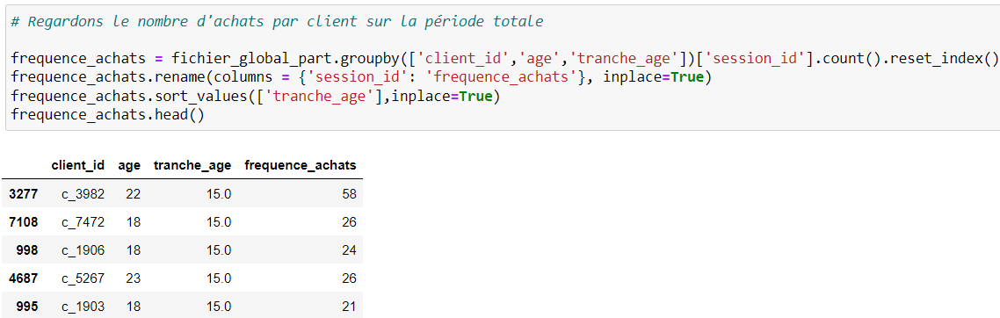 # Regardons le nombre d'achats par client sur la période totale
frequence_achats = fichier_global_part.groupby(['client_id','age','tranche_age'])['session_id'].count().reset_index()
frequence_achats.rename(columns = {'session_id': 'frequence_achats'}, inplace=True)
frequence_achats.sort_values(['tranche_age'],inplace=True)
frequence_achats.head()
client_id age tranche_age frequence_achats
3277 c_3982 22 15.0 58
7108 c_7472 18 15.0 26
998 c_1906 18 15.0 24
4687 c_5267 23 15.0 26
995 c_1903 18 15.0 21